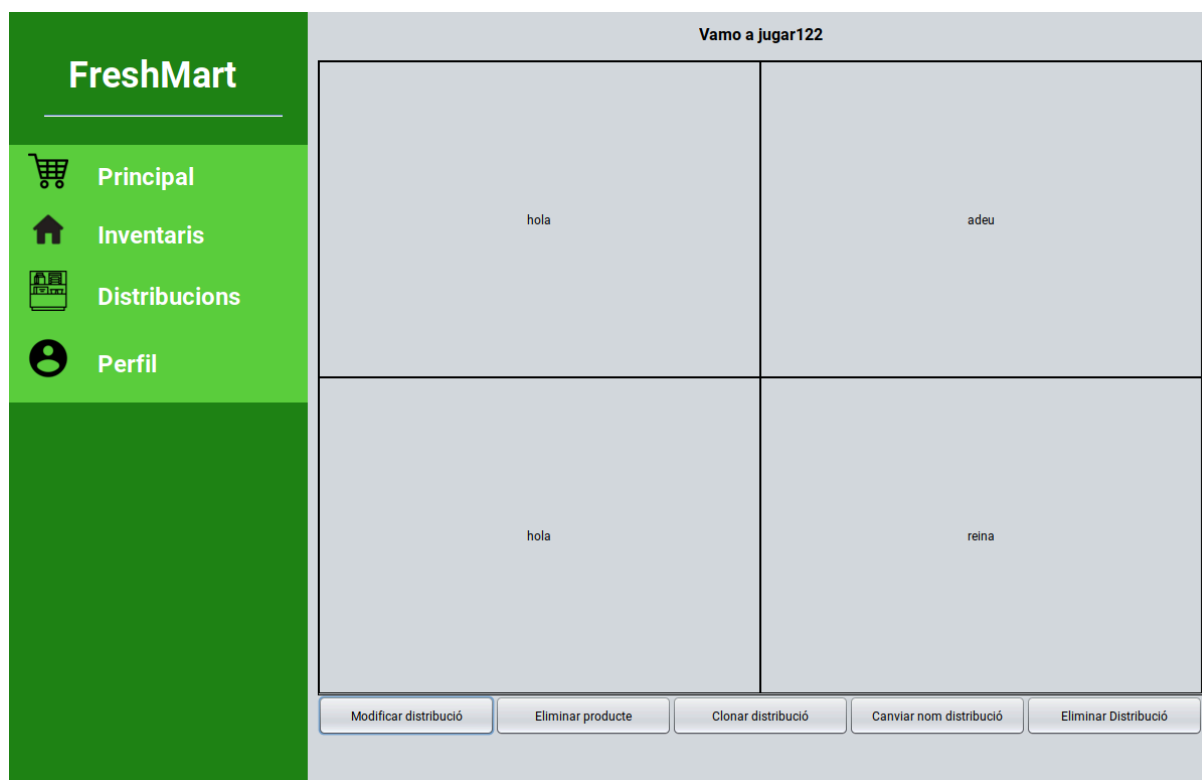 FreshMart
Principal
Inventaris
Distribucions
Perfil
Vamo a jugar122
hola adeu
hola reina
Modificar distribució Eliminar producte Clonar distribució Canviar nom distribució Eliminar Distribució